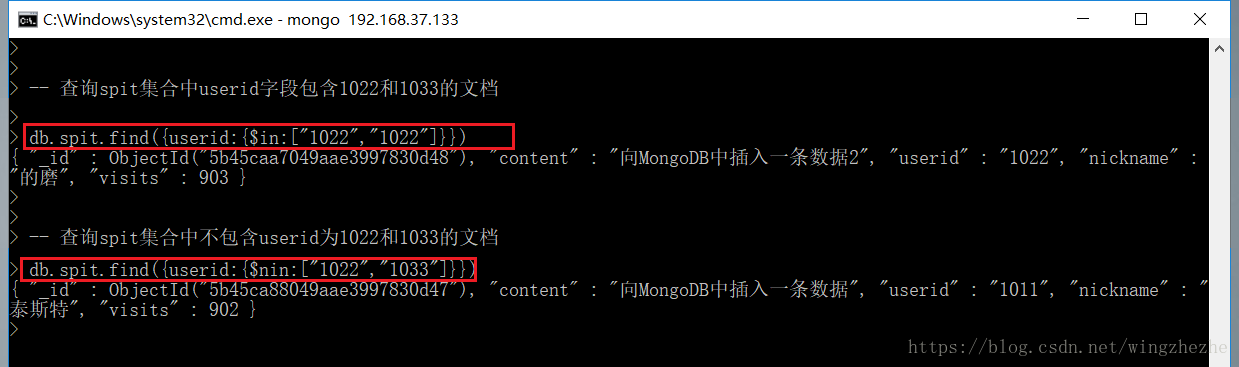 C:\Windows\system32\cmd.exe - mongo  192.168.37.133
>
>
> -- 查询spit集合中userid字段包含1022和1033的文档
>
> db.spit.find({userid:{$in:["1022","1022"]}})
{ "_id" : ObjectId("5b45caa7049aae3997830d48"), "content" : "向MongoDB中插入一条数据2", "userid" : "1022", "nickname" :
"的磨", "visits" : 903 }
>
>
> -- 查询spit集合中不包含userid为1022和1033的文档
> db.spit.find({userid:{$nin:["1022","1033"]}})
{ "_id" : ObjectId("5b45ca88049aae3997830d47"), "content" : "向MongoDB中插入一条数据", "userid" : "1011", "nickname" : "
泰斯特", "visits" : 902 }
>
https://blog.csdn.net/wingzhezhe